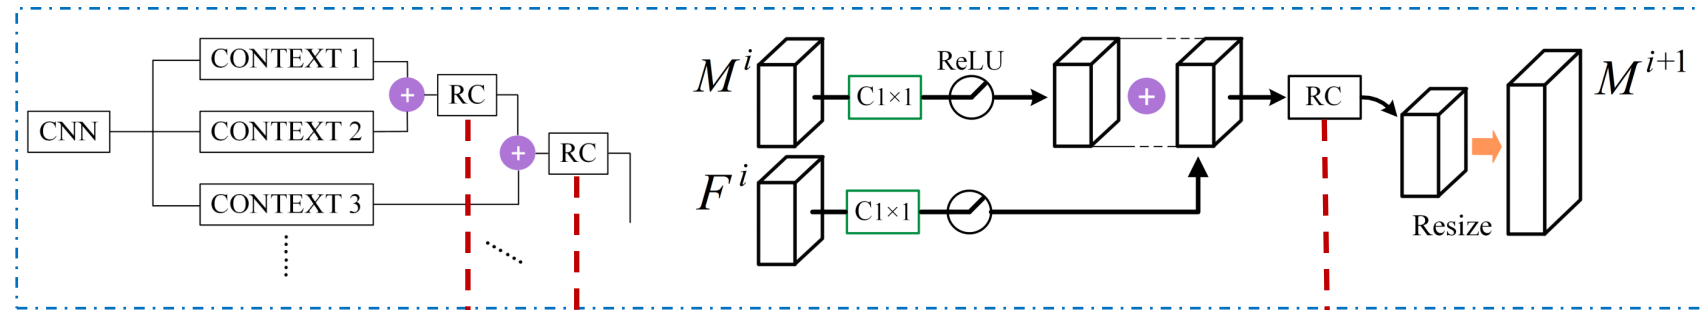 CNN
CONTEXT 1
CONTEXT 2
CONTEXT 3
+
RC
+
RC
M^i
C1×1
ReLU
+
RC
M^{i+1}
F^i
C1×1
Resize